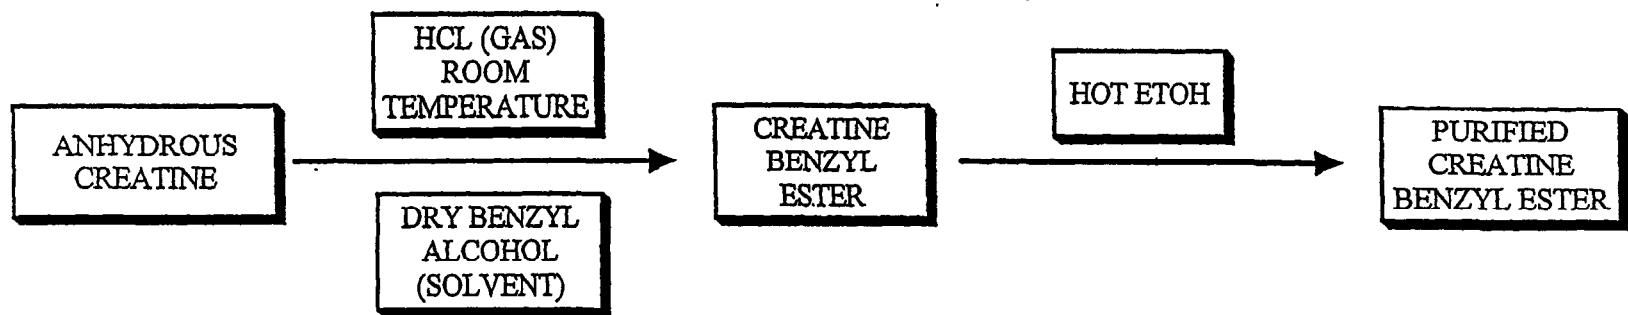 ANHYDROUS
CREATINE
HCL (GAS)
ROOM
TEMPERATURE
DRY BENZYL
ALCOHOL
(SOLVENT)
CREATINE
BENZYL
ESTER
HOT ETOH
PURIFIED
CREATINE
BENZYL ESTER